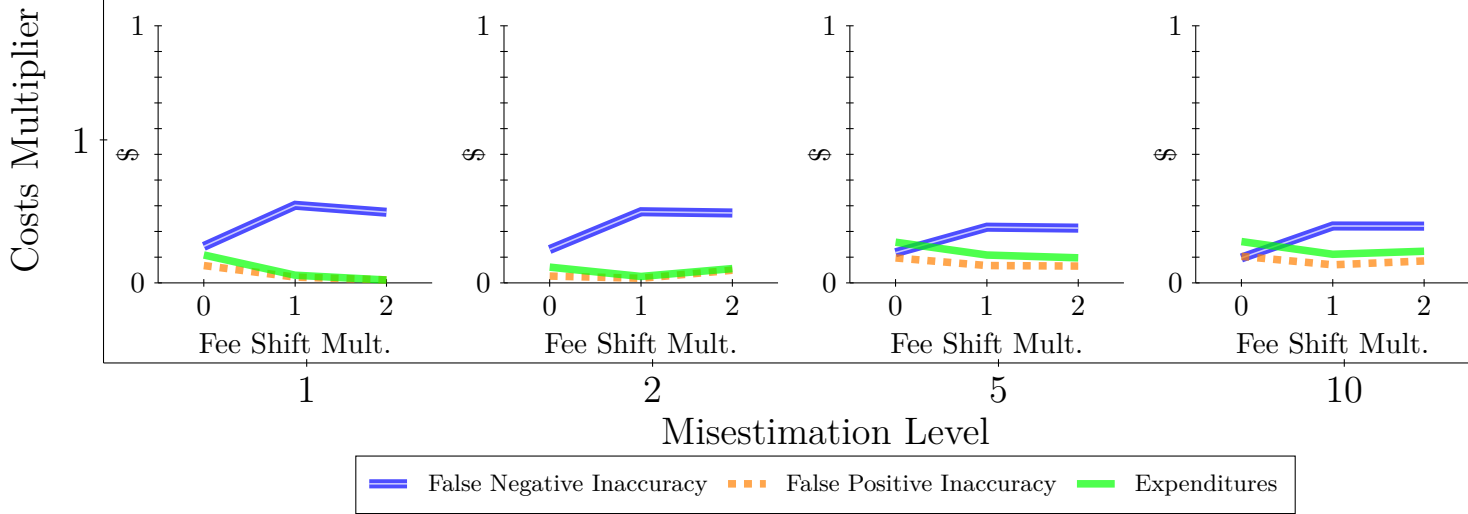 Costs Multiplier
1
1
$
0
0 1 2
Fee Shift Mult.
1
$
0
0 1 2
Fee Shift Mult.
1
$
0
0 1 2
Fee Shift Mult.
1
$
0
0 1 2
Fee Shift Mult.
1 2 5 10
Misestimation Level
False Negative Inaccuracy False Positive Inaccuracy Expenditures